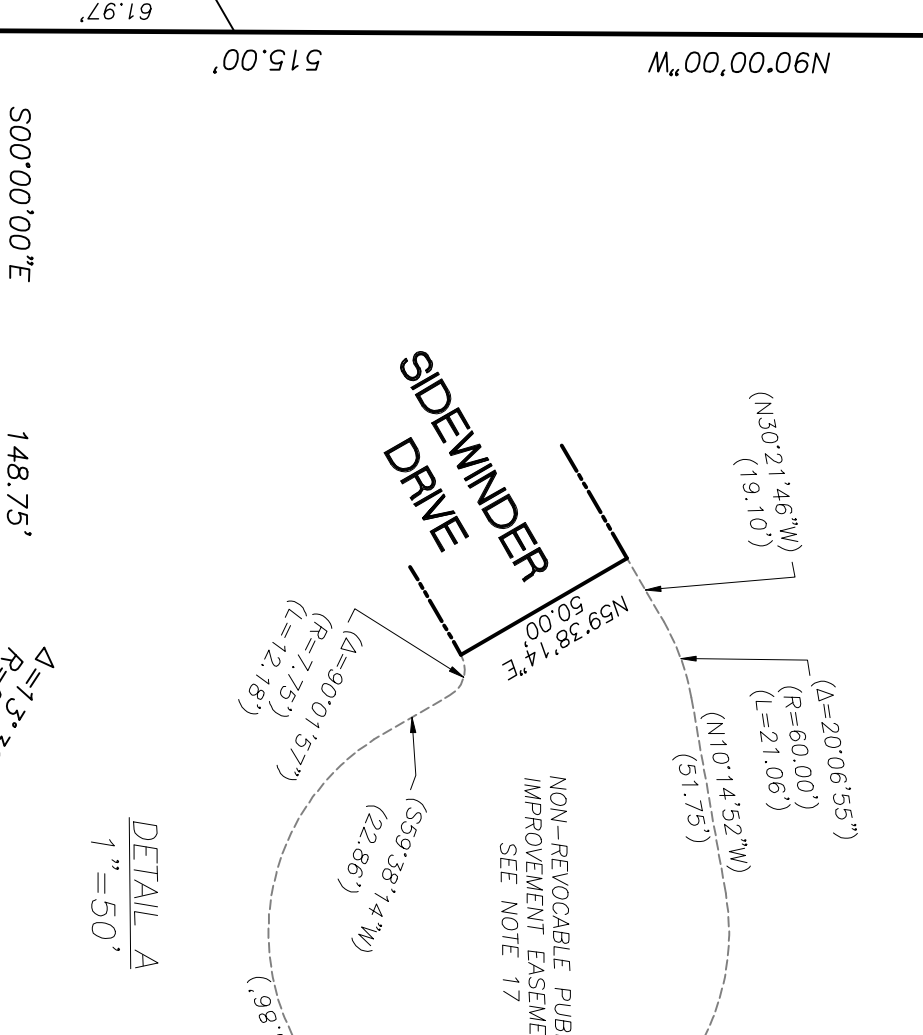 61.97'
515.00'
N90°00'00"W
S00°00'00"E
148.75'
SIDEWINDER
DRIVE
(N30°21'46"W)
(19.10')
N59°38'14"E
50.00'
(Δ=20°06'55")
(R=60.00')
(L=21.06')
(N10°14'52"W)
(51.75')
(Δ=90°01'57")
(R=7.75')
(L=12.18')
(S59°38'14"W)
(22.86')
NON-REVOCABLE
IMPROVEMENT
SEE NOTE 17
DETAIL A
1"=50'